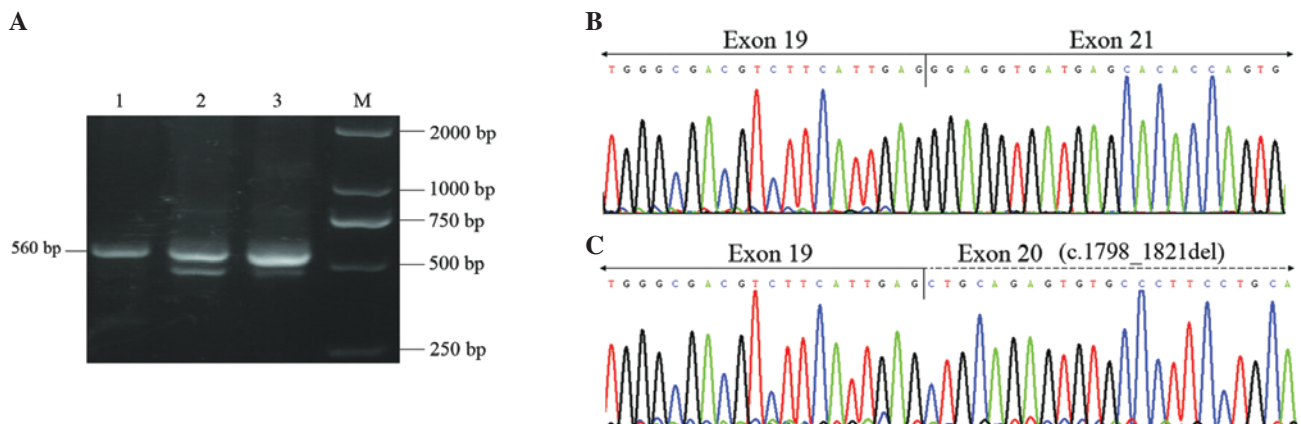 A
1 2 3 M
2000 bp
1000 bp
750 bp
560 bp
500 bp
250 bp
B
Exon 19 Exon 21
T G G G C G A C G T C T T C A T T G A G G G A G G T G A T G A G C A C A C C A G T G
C
Exon 19 Exon 20 (c.1798_1821del)
T G G G C G A C G T C T T C A T T G A G C T G C A G A G T G T G C C C T T C C T G C A